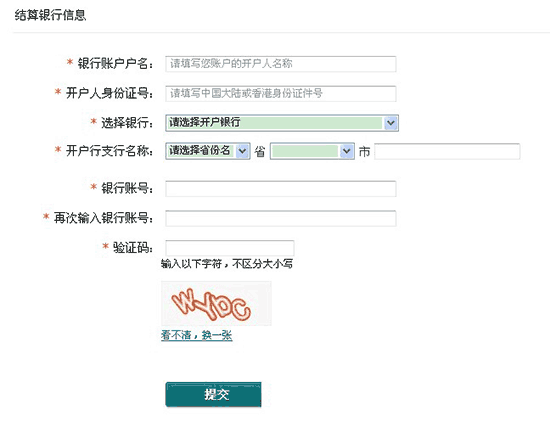 结算银行信息
* 银行账户户名： 请填写您账户的开户人名称
* 开户人身份证号： 请填写中国大陆或香港身份证件号
* 选择银行： 请选择开户银行
* 开户行支行名称： 请选择省份名 省 市
* 银行账号：
* 再次输入银行账号：
* 验证码：
输入以下字符，不区分大小写
WYDC
看不清，换一张
提交